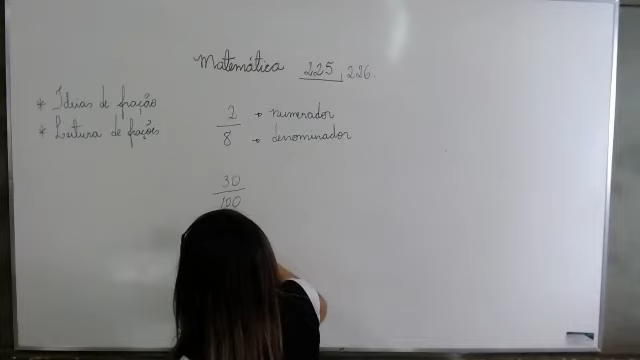 Matemática 225, 226.
* Ideias de fração
* Leitura de frações
2 → numerador
8 → denominador
30
100